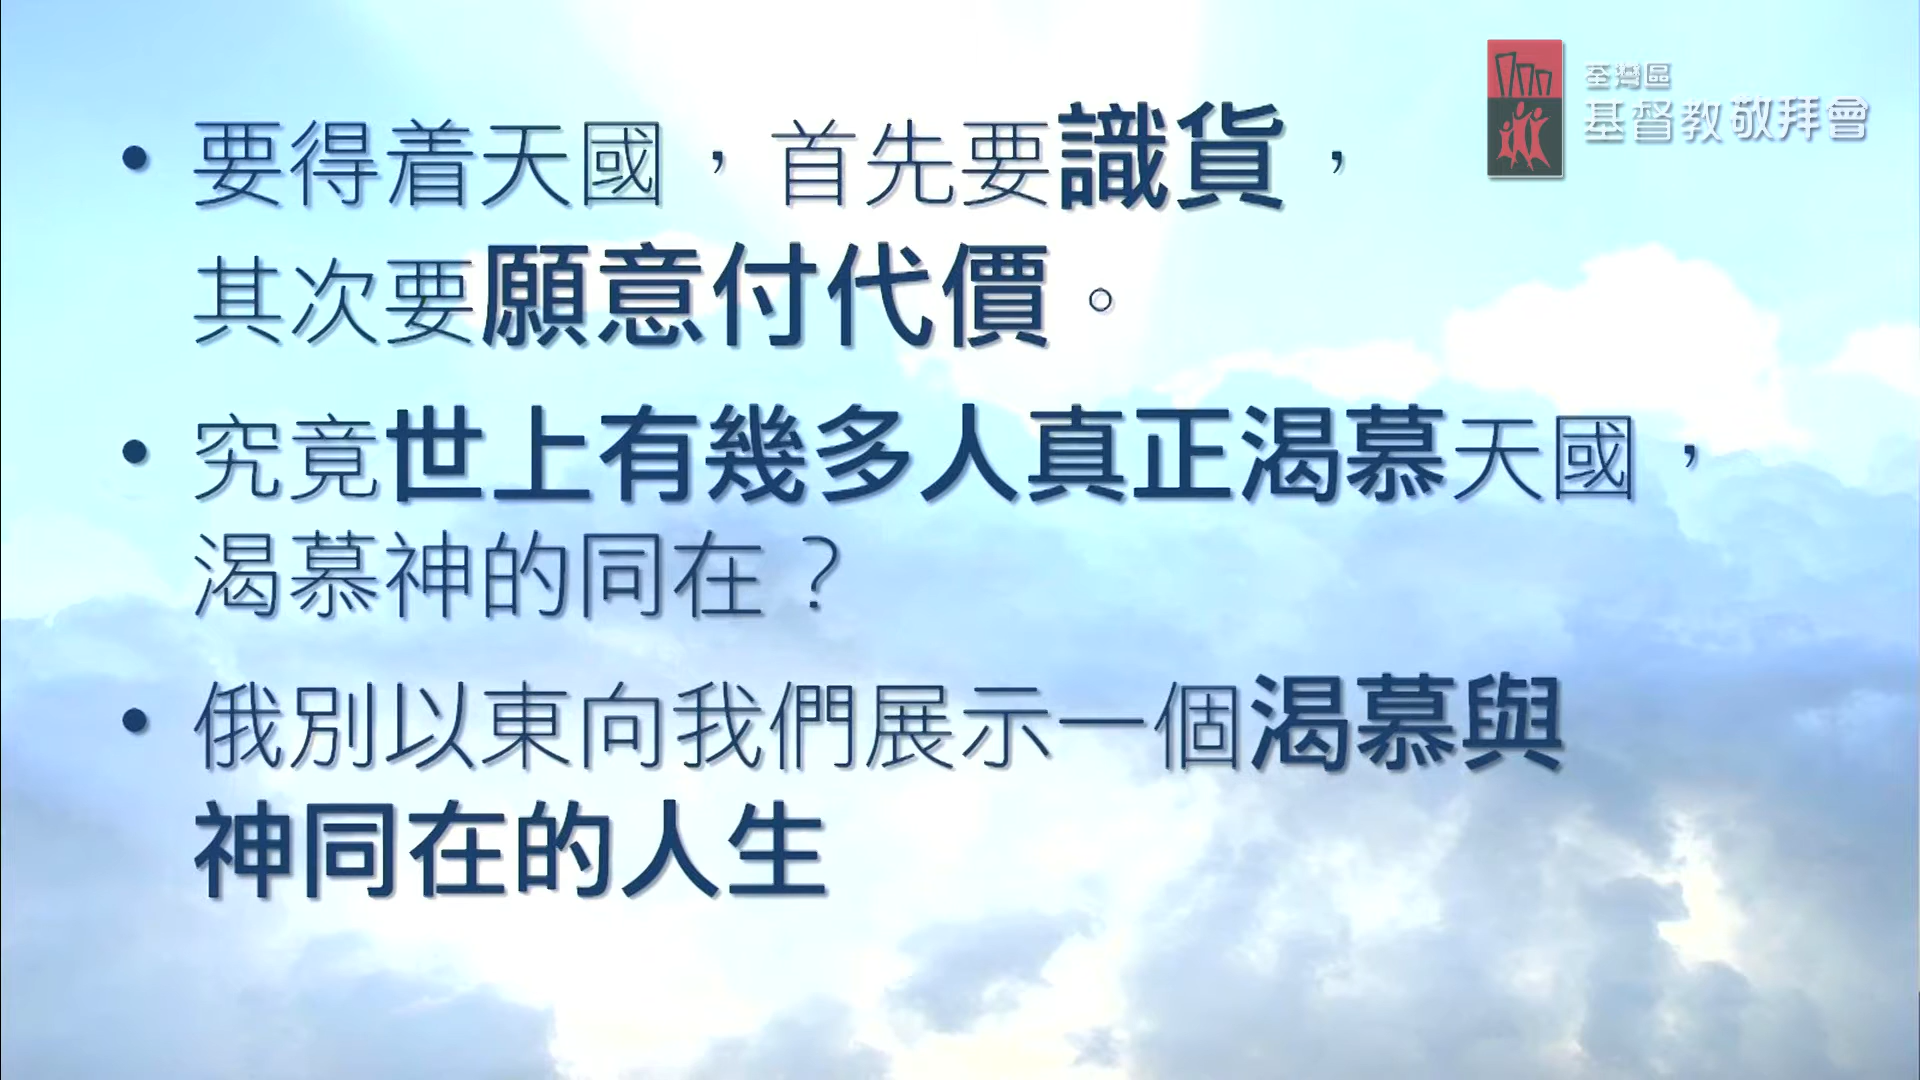 荃灣區
基督教敬拜會
• 要得着天國，首先要識貨，
其次要願意付代價。
• 究竟世上有幾多人真正渴慕天國，
渴慕神的同在？
• 俄別以東向我們展示一個渴慕與
神同在的人生